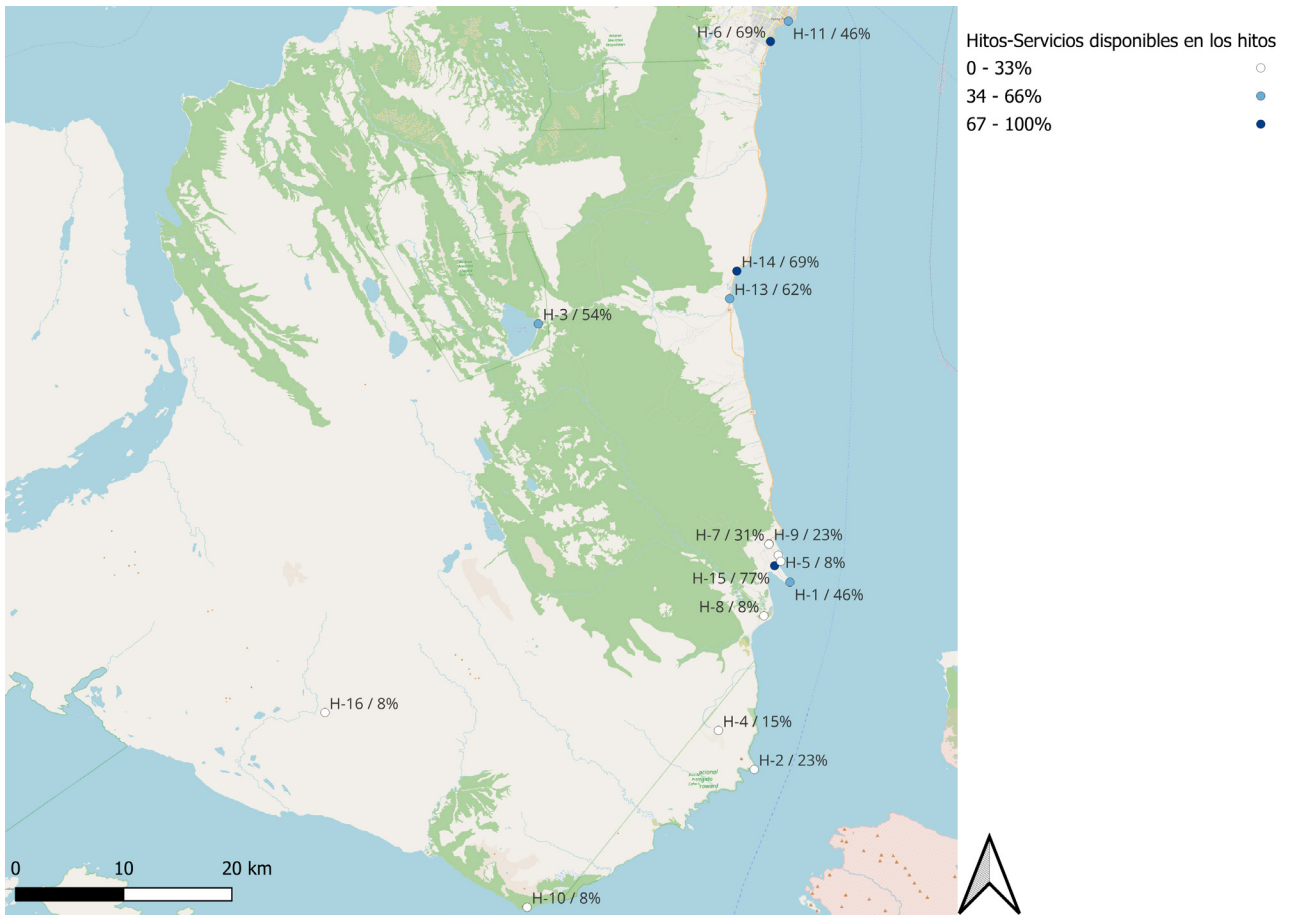 H-6 / 69%
H-11 / 46%
Hitos-Servicios disponibles en los hitos
0 - 33%
34 - 66%
67 - 100%
H-14 / 69%
H-13 / 62%
H-3 / 54%
H-7 / 31%
H-9 / 23%
H-5 / 8%
H-15 / 77%
H-1 / 46%
H-8 / 8%
H-16 / 8%
H-4 / 15%
H-2 / 23%
H-10 / 8%
0 10 20 km